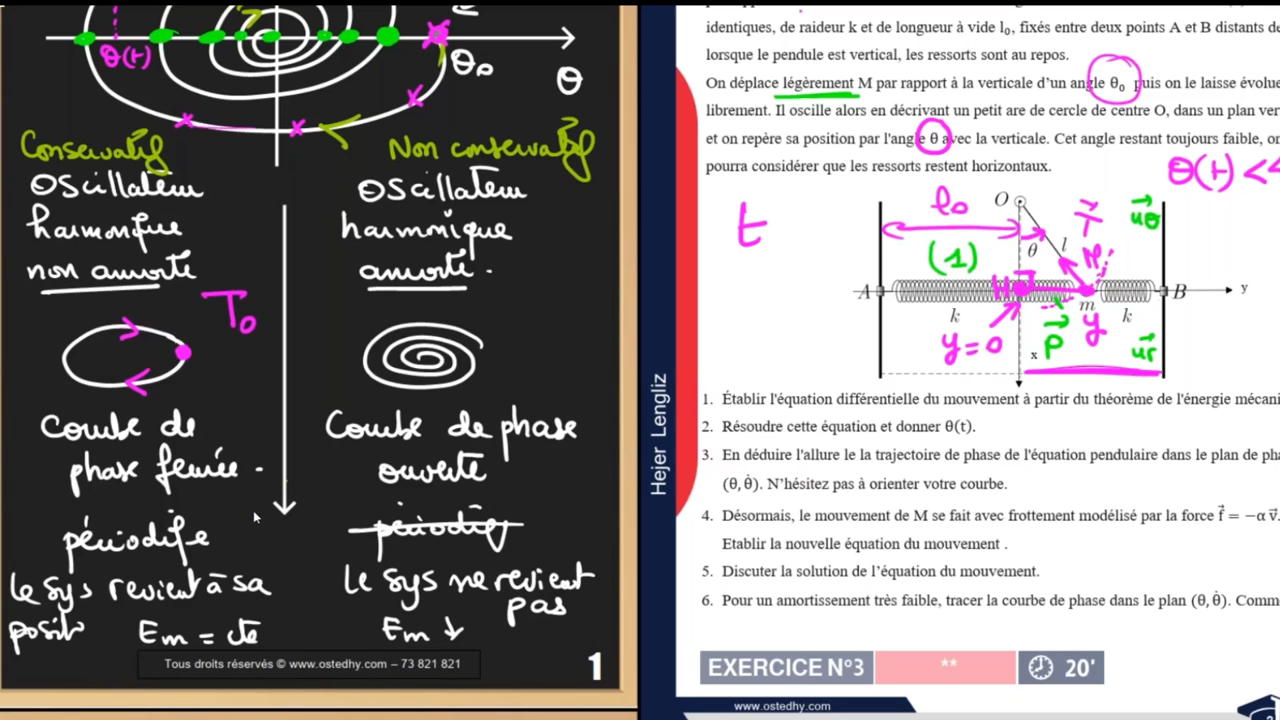 θ(t)
θ₀
θ
Conservatif
Oscillateur
harmonique
non amorti
T₀
Courbe de
phase fermée.
périodique
le sys revient à sa
posit° Em = cte
Non conservatif
Oscillateur
harmonique
amorti.
Courbe de phase
ouverte
périodiq
le sys ne revient
pas
Em ↓
Tous droits réservés © www.ostedhy.com – 73 821 821
1
Hejer Lengliz
identiques, de raideur k et de longueur à vide l₀, fixés entre deux points A et B distants de
lorsque le pendule est vertical, les ressorts sont au repos.
On déplace légèrement M par rapport à la verticale d’un angle θ₀ puis on le laisse évolue
librement. Il oscille alors en décrivant un petit are de cercle de centre O, dans un plan ver
et on repère sa position par l'angle θ avec la verticale. Cet angle restant toujours faible, on
pourra considérer que les ressorts restent horizontaux.
θ(t) <<
t
l₀
O
T
uθ
(1)
θ
l
A
H
M
B
y
k
m
k
y = 0
x
P
y
ur
1. Établir l'équation différentielle du mouvement à partir du théorème de l'énergie mécani
2. Résoudre cette équation et donner θ(t).
3. En déduire l'allure le la trajectoire de phase de l'équation pendulaire dans le plan de pha
(θ, θ̇). N’hésitez pas à orienter votre courbe.
4. Désormais, le mouvement de M se fait avec frottement modélisé par la force f⃗ = −α v⃗.
Etablir la nouvelle équation du mouvement .
5. Discuter la solution de l’équation du mouvement.
6. Pour un amortissement très faible, tracer la courbe de phase dans le plan (θ, θ̇). Comm
EXERCICE N°3
**
20'
www.ostedhy.com